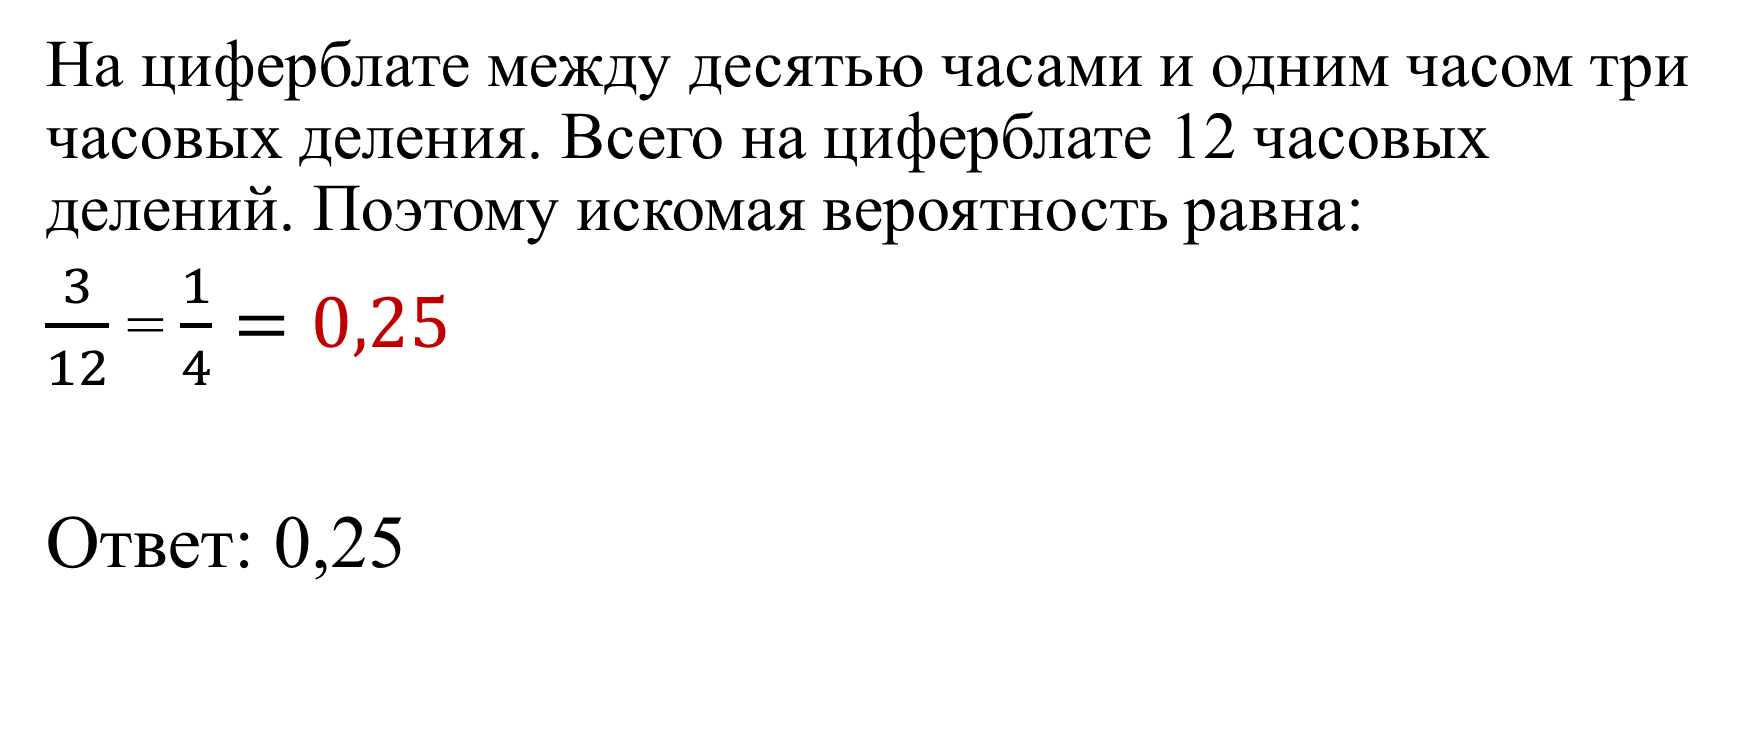 На циферблате между десятью часами и одним часом три
часовых деления. Всего на циферблате 12 часовых
делений. Поэтому искомая вероятность равна:
3/12 = 1/4 = 0,25
Ответ: 0,25